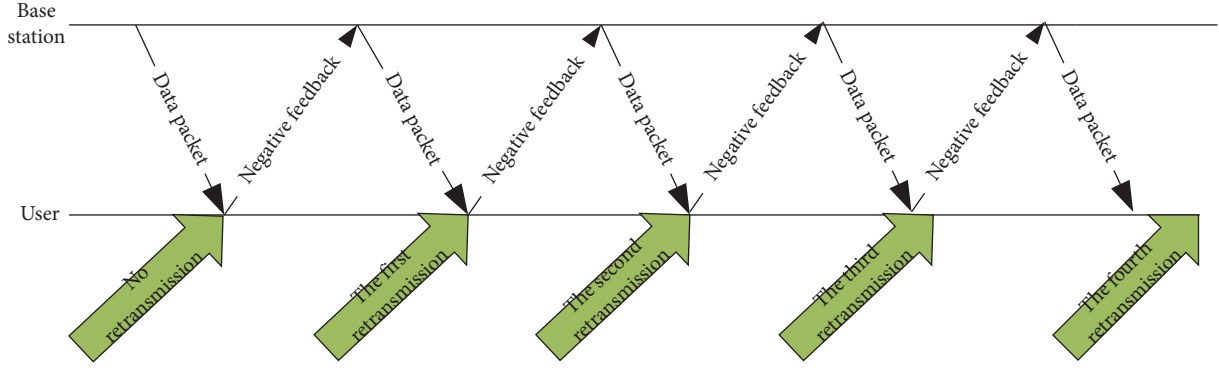 Base
station
Data packet
Negative feedback
Data packet
Negative feedback
Data packet
Negative feedback
Data packet
Negative feedback
Data packet
User
No
retransmission
The first
retransmission
The second
retransmission
The third
retransmission
The fourth
retransmission